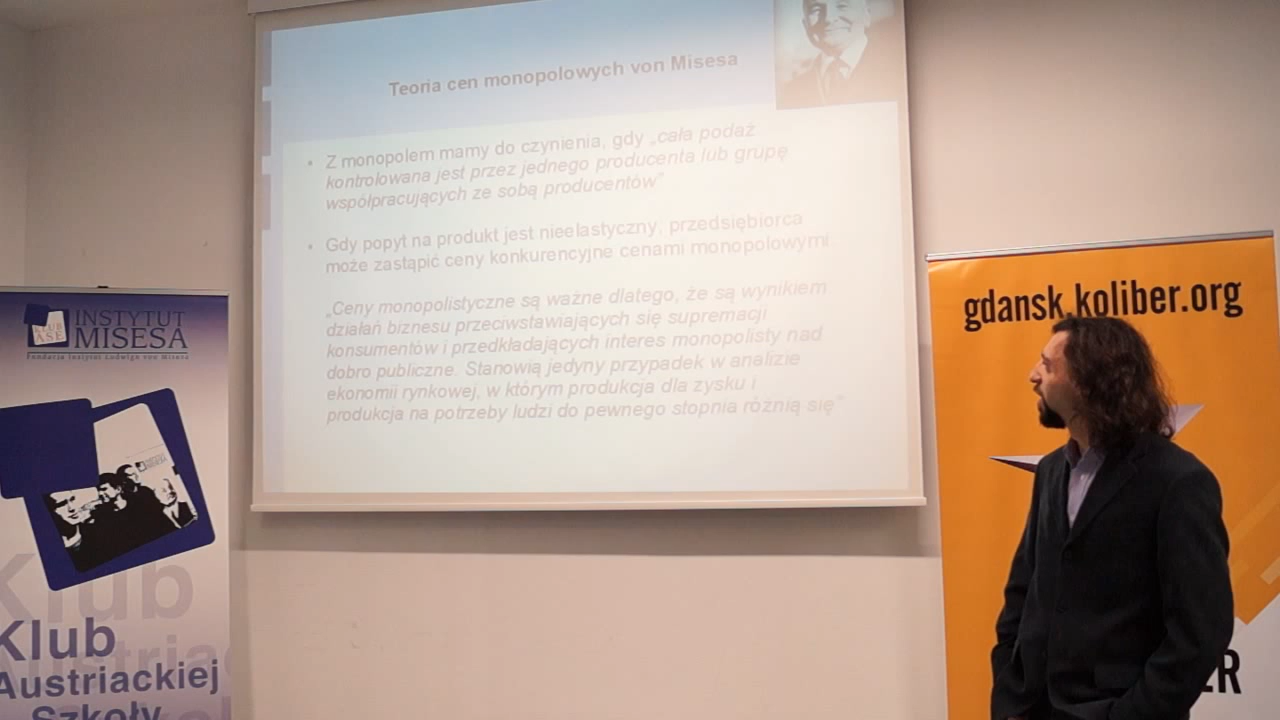 Teoria cen monopolowych von Misesa
• Z monopolem mamy do czynienia, gdy „cała podaż
kontrolowana jest przez jednego producenta lub grupę
współpracujących ze sobą producentów”
• Gdy popyt na produkt jest nieelastyczny, przedsiębiorca
może zastąpić ceny konkurencyjne cenami monopolowymi.
„Ceny monopolistyczne są ważne dlatego, że są wynikiem
działań biznesu przeciwstawiających się supremacji
konsumentów i przedkładających interes monopolisty nad
dobro publiczne. Stanowią jedyny przypadek w analizie
ekonomii rynkowej, w którym produkcja dla zysku i
produkcja na potrzeby ludzi do pewnego stopnia różnią się”
KLUB
ASE
INSTYTUT
MISESA
Fundacja Instytut Ludwiga von Misesa
Klub
Klub
Austriackiej
Szkoły
gdansk.koliber.org